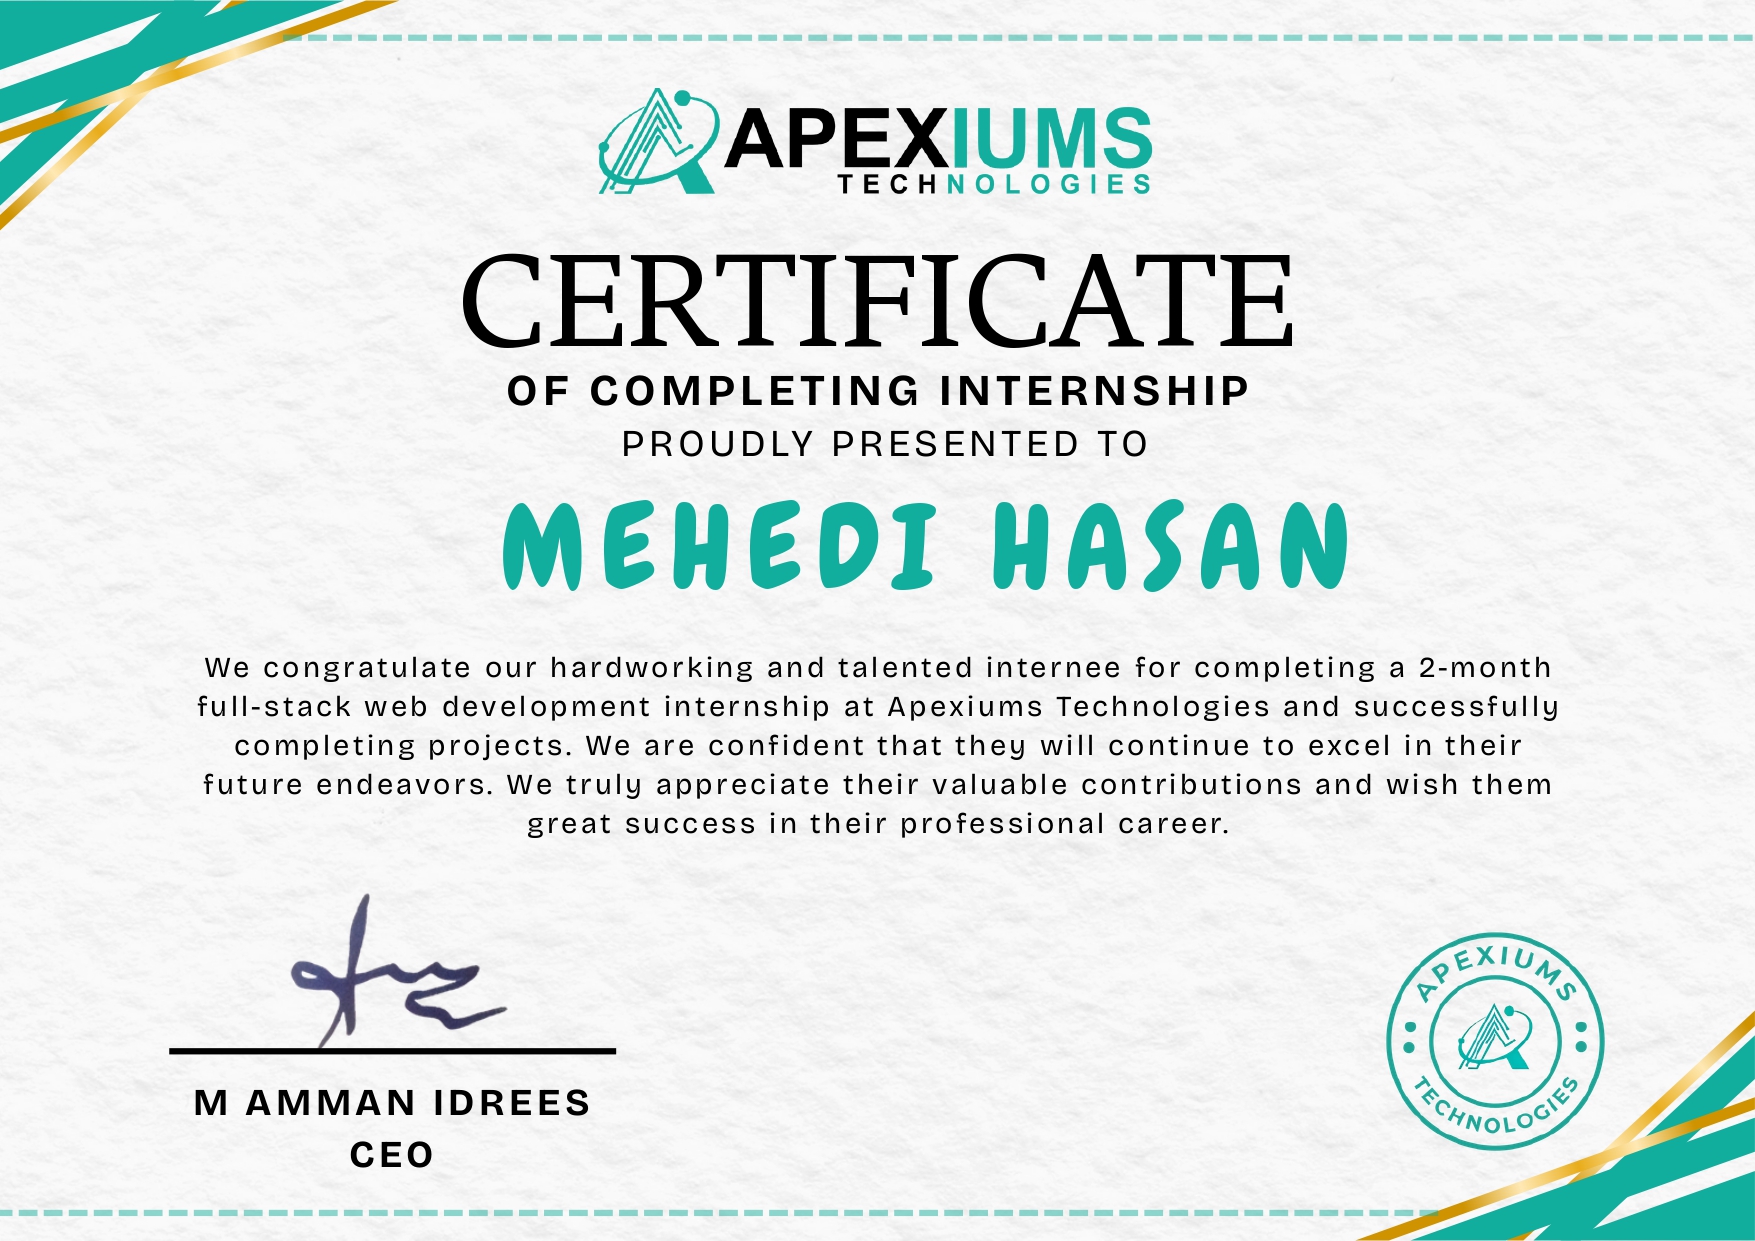 APEXIUMS
TECHNOLOGIES
CERTIFICATE
OF COMPLETING INTERNSHIP
PROUDLY PRESENTED TO
MEHEDI HASAN
We congratulate our hardworking and talented internee for completing a 2-month
full-stack web development internship at Apexiums Technologies and successfully
completing projects. We are confident that they will continue to excel in their
future endeavors. We truly appreciate their valuable contributions and wish them
great success in their professional career.
M AMMAN IDREES
CEO
APEXIUMS
TECHNOLOGIES